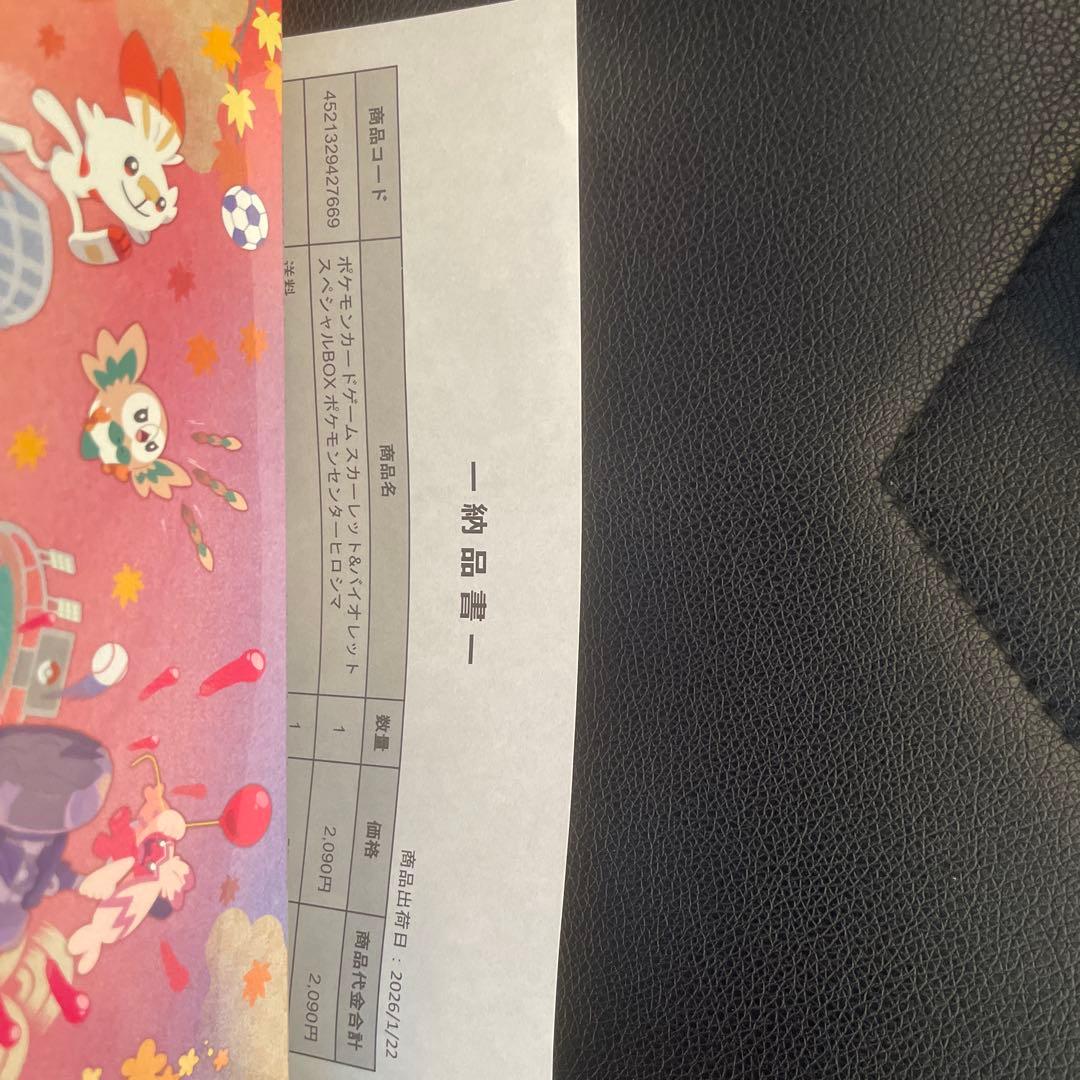 ー納品書ー
商品出荷日：2026/1/22
商品コード 商品名 数量 価格 商品代金合計
4521329427669 ポケモンカードゲーム スカーレット&バイオレット 1 2,090円 2,090円
スペシャルBOX ポケモンセンターヒロシマ
送料 1